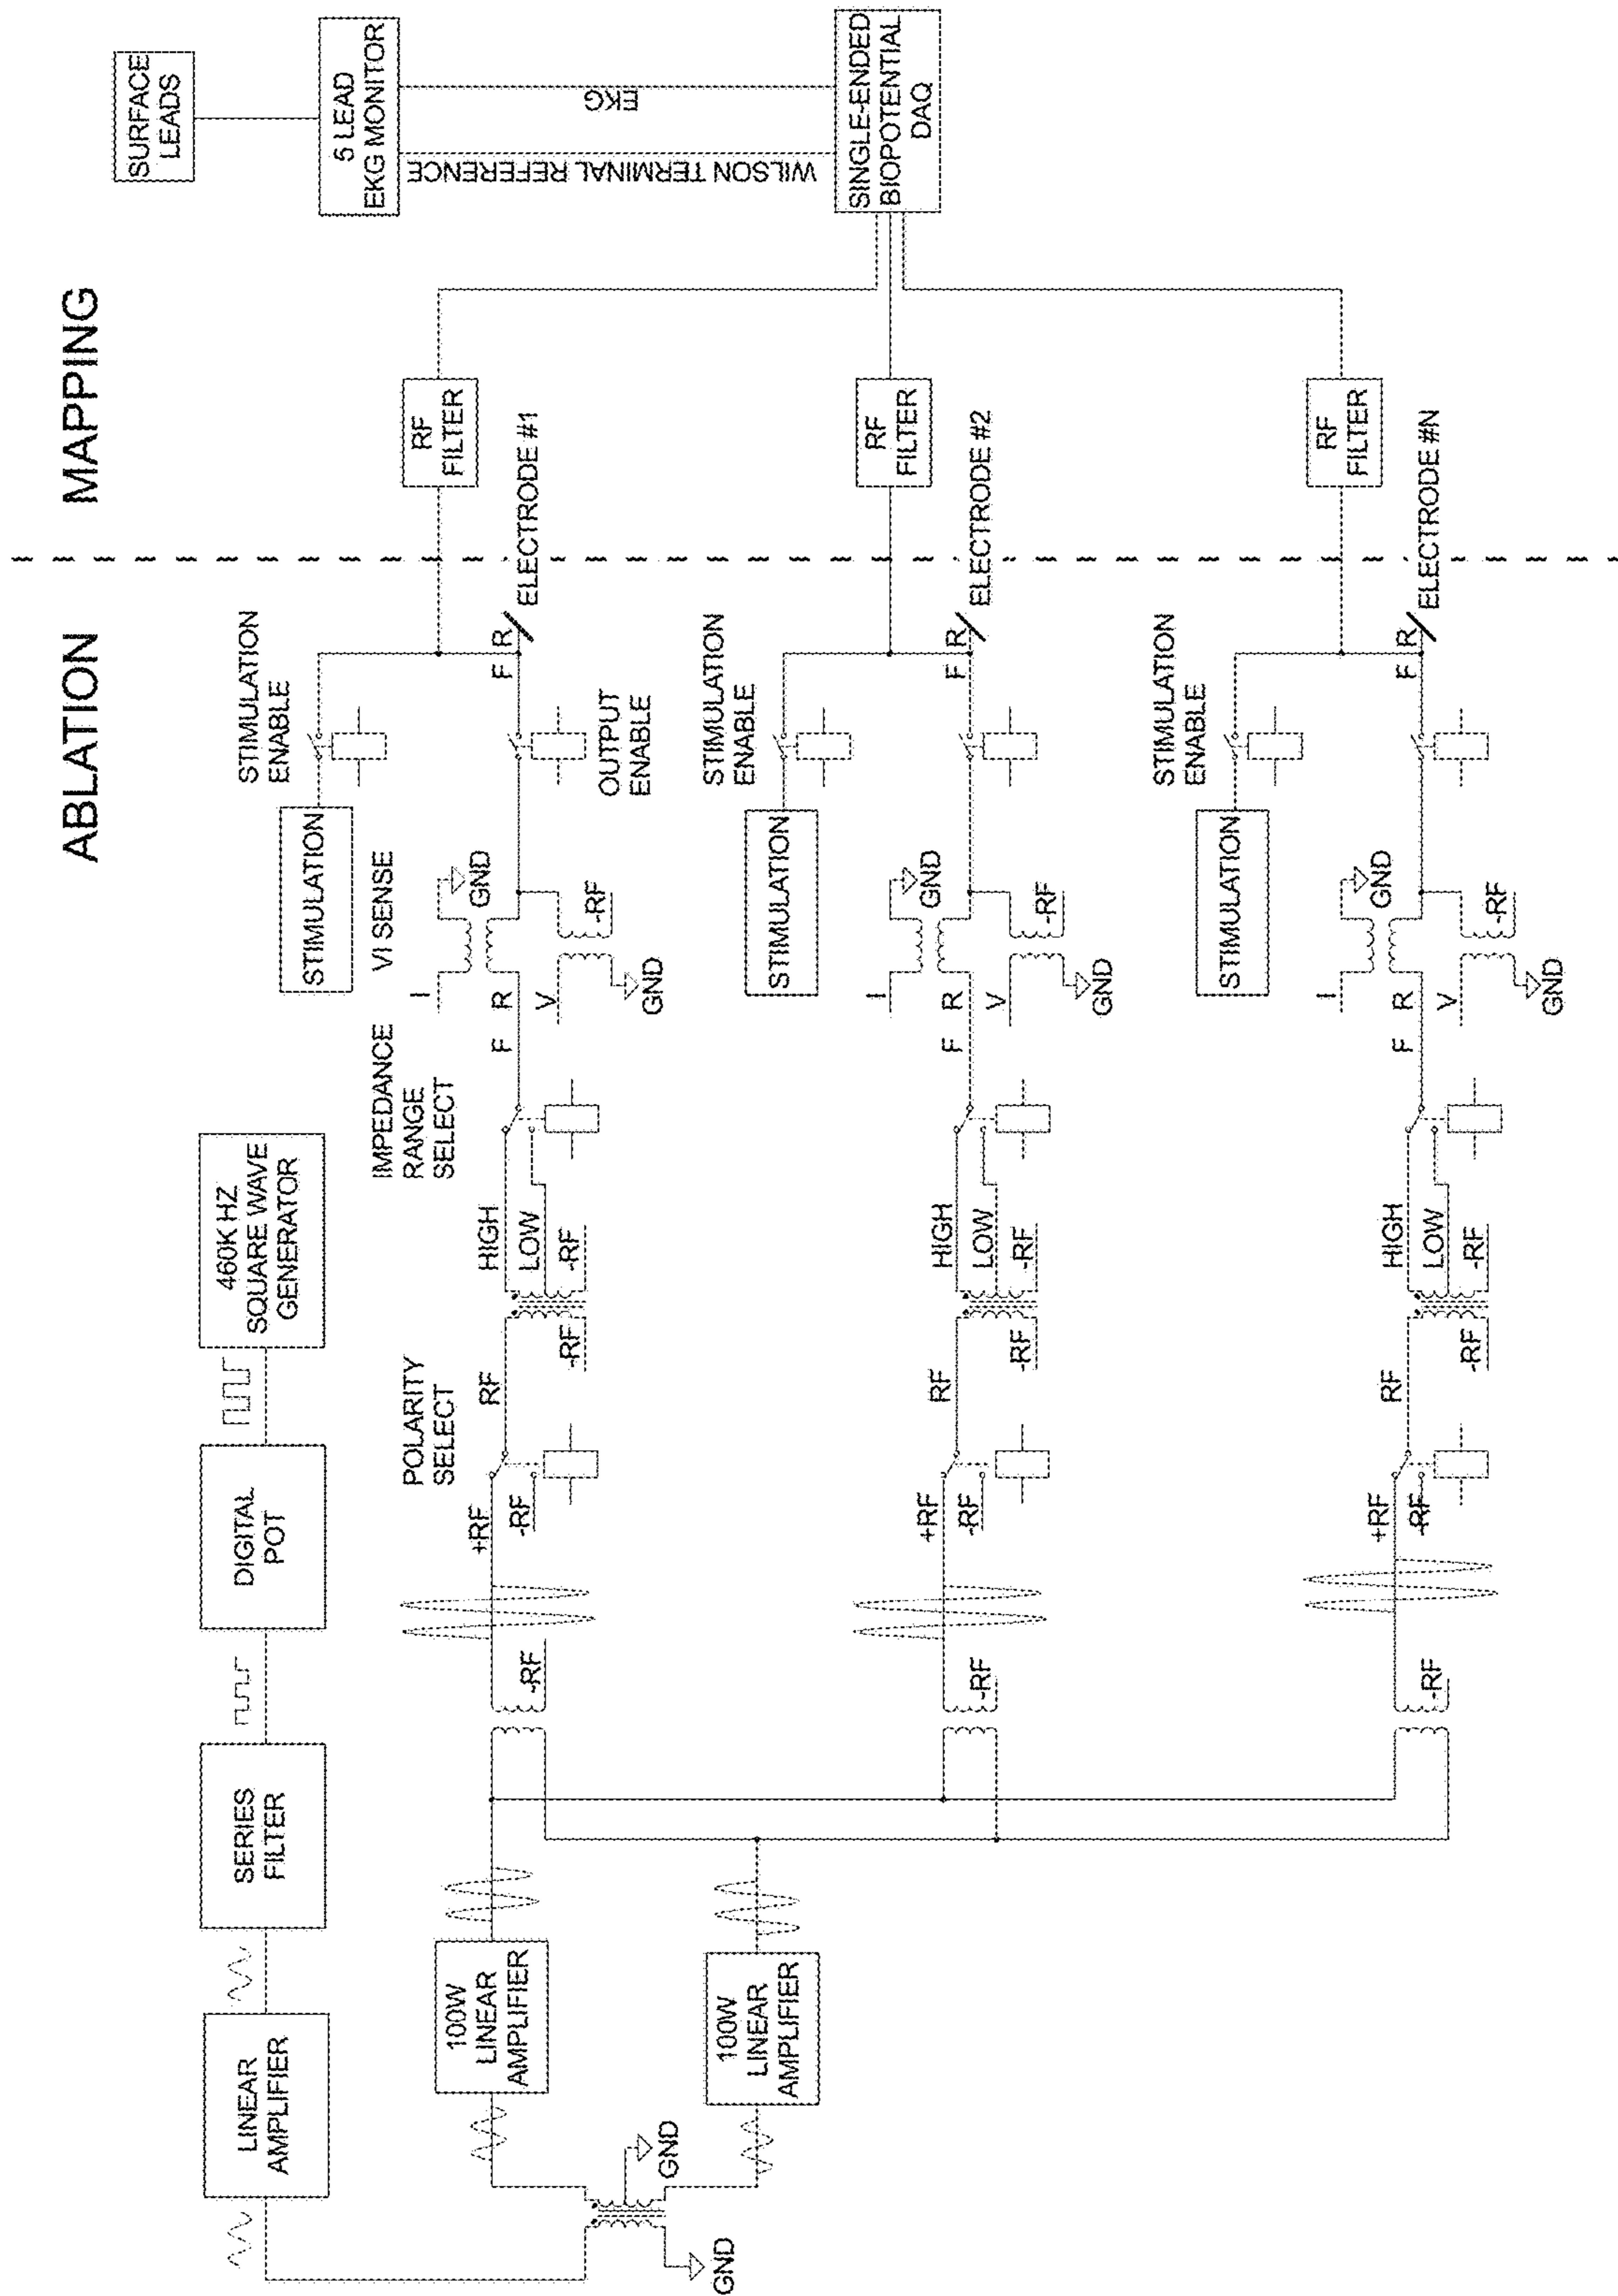 ABLATION
MAPPING
LINEAR
AMPLIFIER
SERIES
FILTER
DIGITAL
POT
460K HZ
SQUARE WAVE
GENERATOR
STIMULATION
ENABLE
STIMULATION
SURFACE
LEADS
5 LEAD
EKG MONITOR
WILSON TERMINAL REFERENCE
EKG
SINGLE-ENDED
BIOPOTENTIAL
DAQ
100W
LINEAR
AMPLIFIER
100W
LINEAR
AMPLIFIER
GND
GND
POLARITY
SELECT
IMPEDANCE
RANGE
SELECT
VI SENSE
-RF
+RF
-RF
RF
-RF
HIGH
LOW
-RF
F
R
I
V
GND
-RF
GND
OUTPUT
ENABLE
F
R
ELECTRODE #1
RF
FILTER
STIMULATION
STIMULATION
ENABLE
-RF
+RF
-RF
RF
-RF
HIGH
LOW
-RF
F
R
I
V
GND
-RF
GND
F
R
ELECTRODE #2
RF
FILTER
STIMULATION
STIMULATION
ENABLE
-RF
+RF
-RF
RF
-RF
HIGH
LOW
-RF
F
R
I
V
GND
-RF
GND
F
R
ELECTRODE #N
RF
FILTER